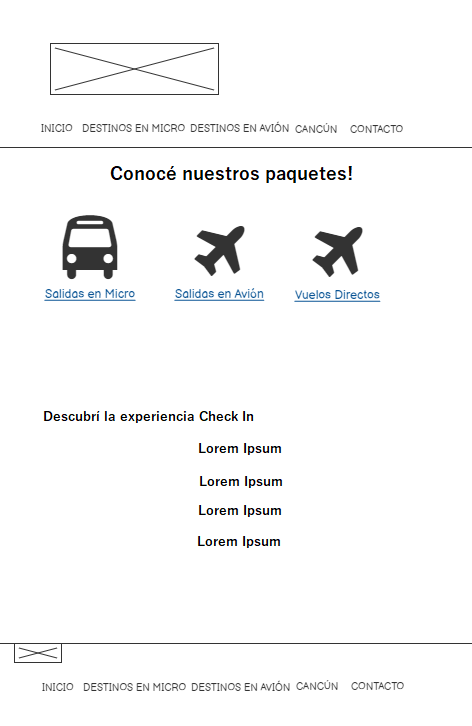 INICIO DESTINOS EN MICRO DESTINOS EN AVIÓN CANCÚN CONTACTO
Conocé nuestros paquetes!
Salidas en Micro Salidas en Avión Vuelos Directos
Descubrí la experiencia Check In
Lorem Ipsum
Lorem Ipsum
Lorem Ipsum
Lorem Ipsum
INICIO DESTINOS EN MICRO DESTINOS EN AVIÓN CANCÚN CONTACTO